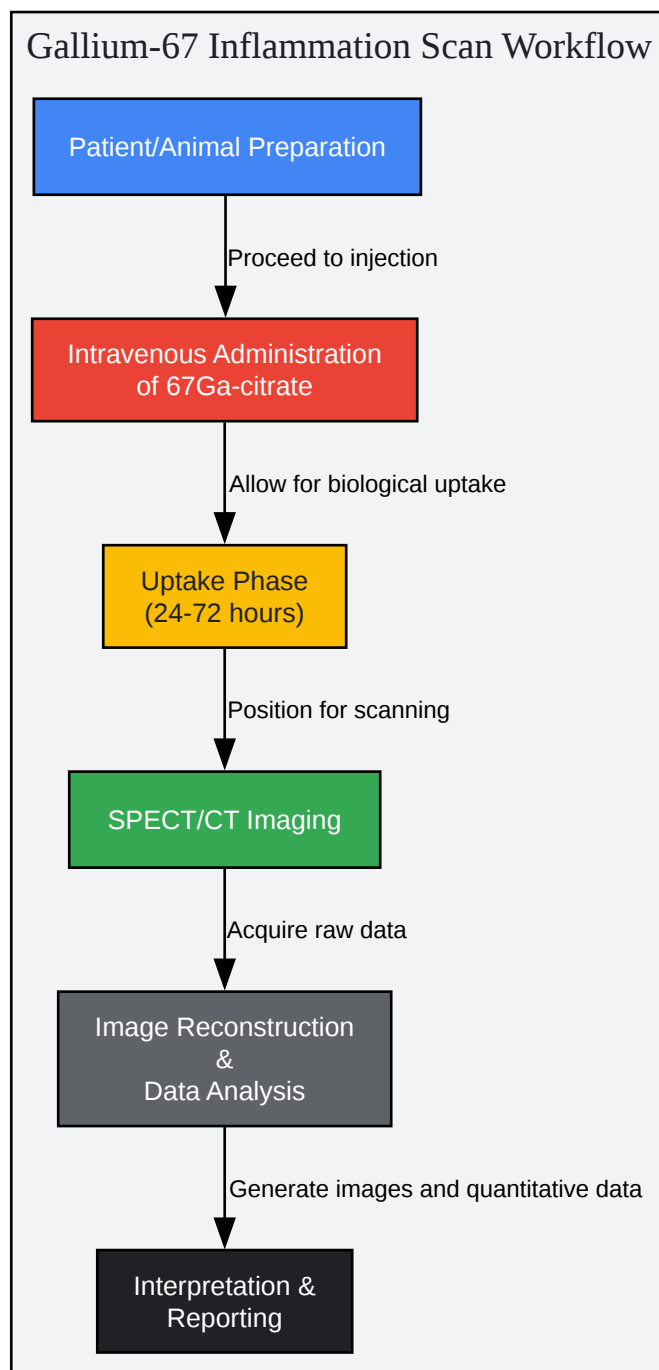 Gallium-67 Inflammation Scan Workflow
Patient/Animal Preparation
Proceed to injection
Intravenous Administration
of 67Ga-citrate
Allow for biological uptake
Uptake Phase
(24-72 hours)
Position for scanning
SPECT/CT Imaging
Acquire raw data
Image Reconstruction
&
Data Analysis
Generate images and quantitative data
Interpretation &
Reporting